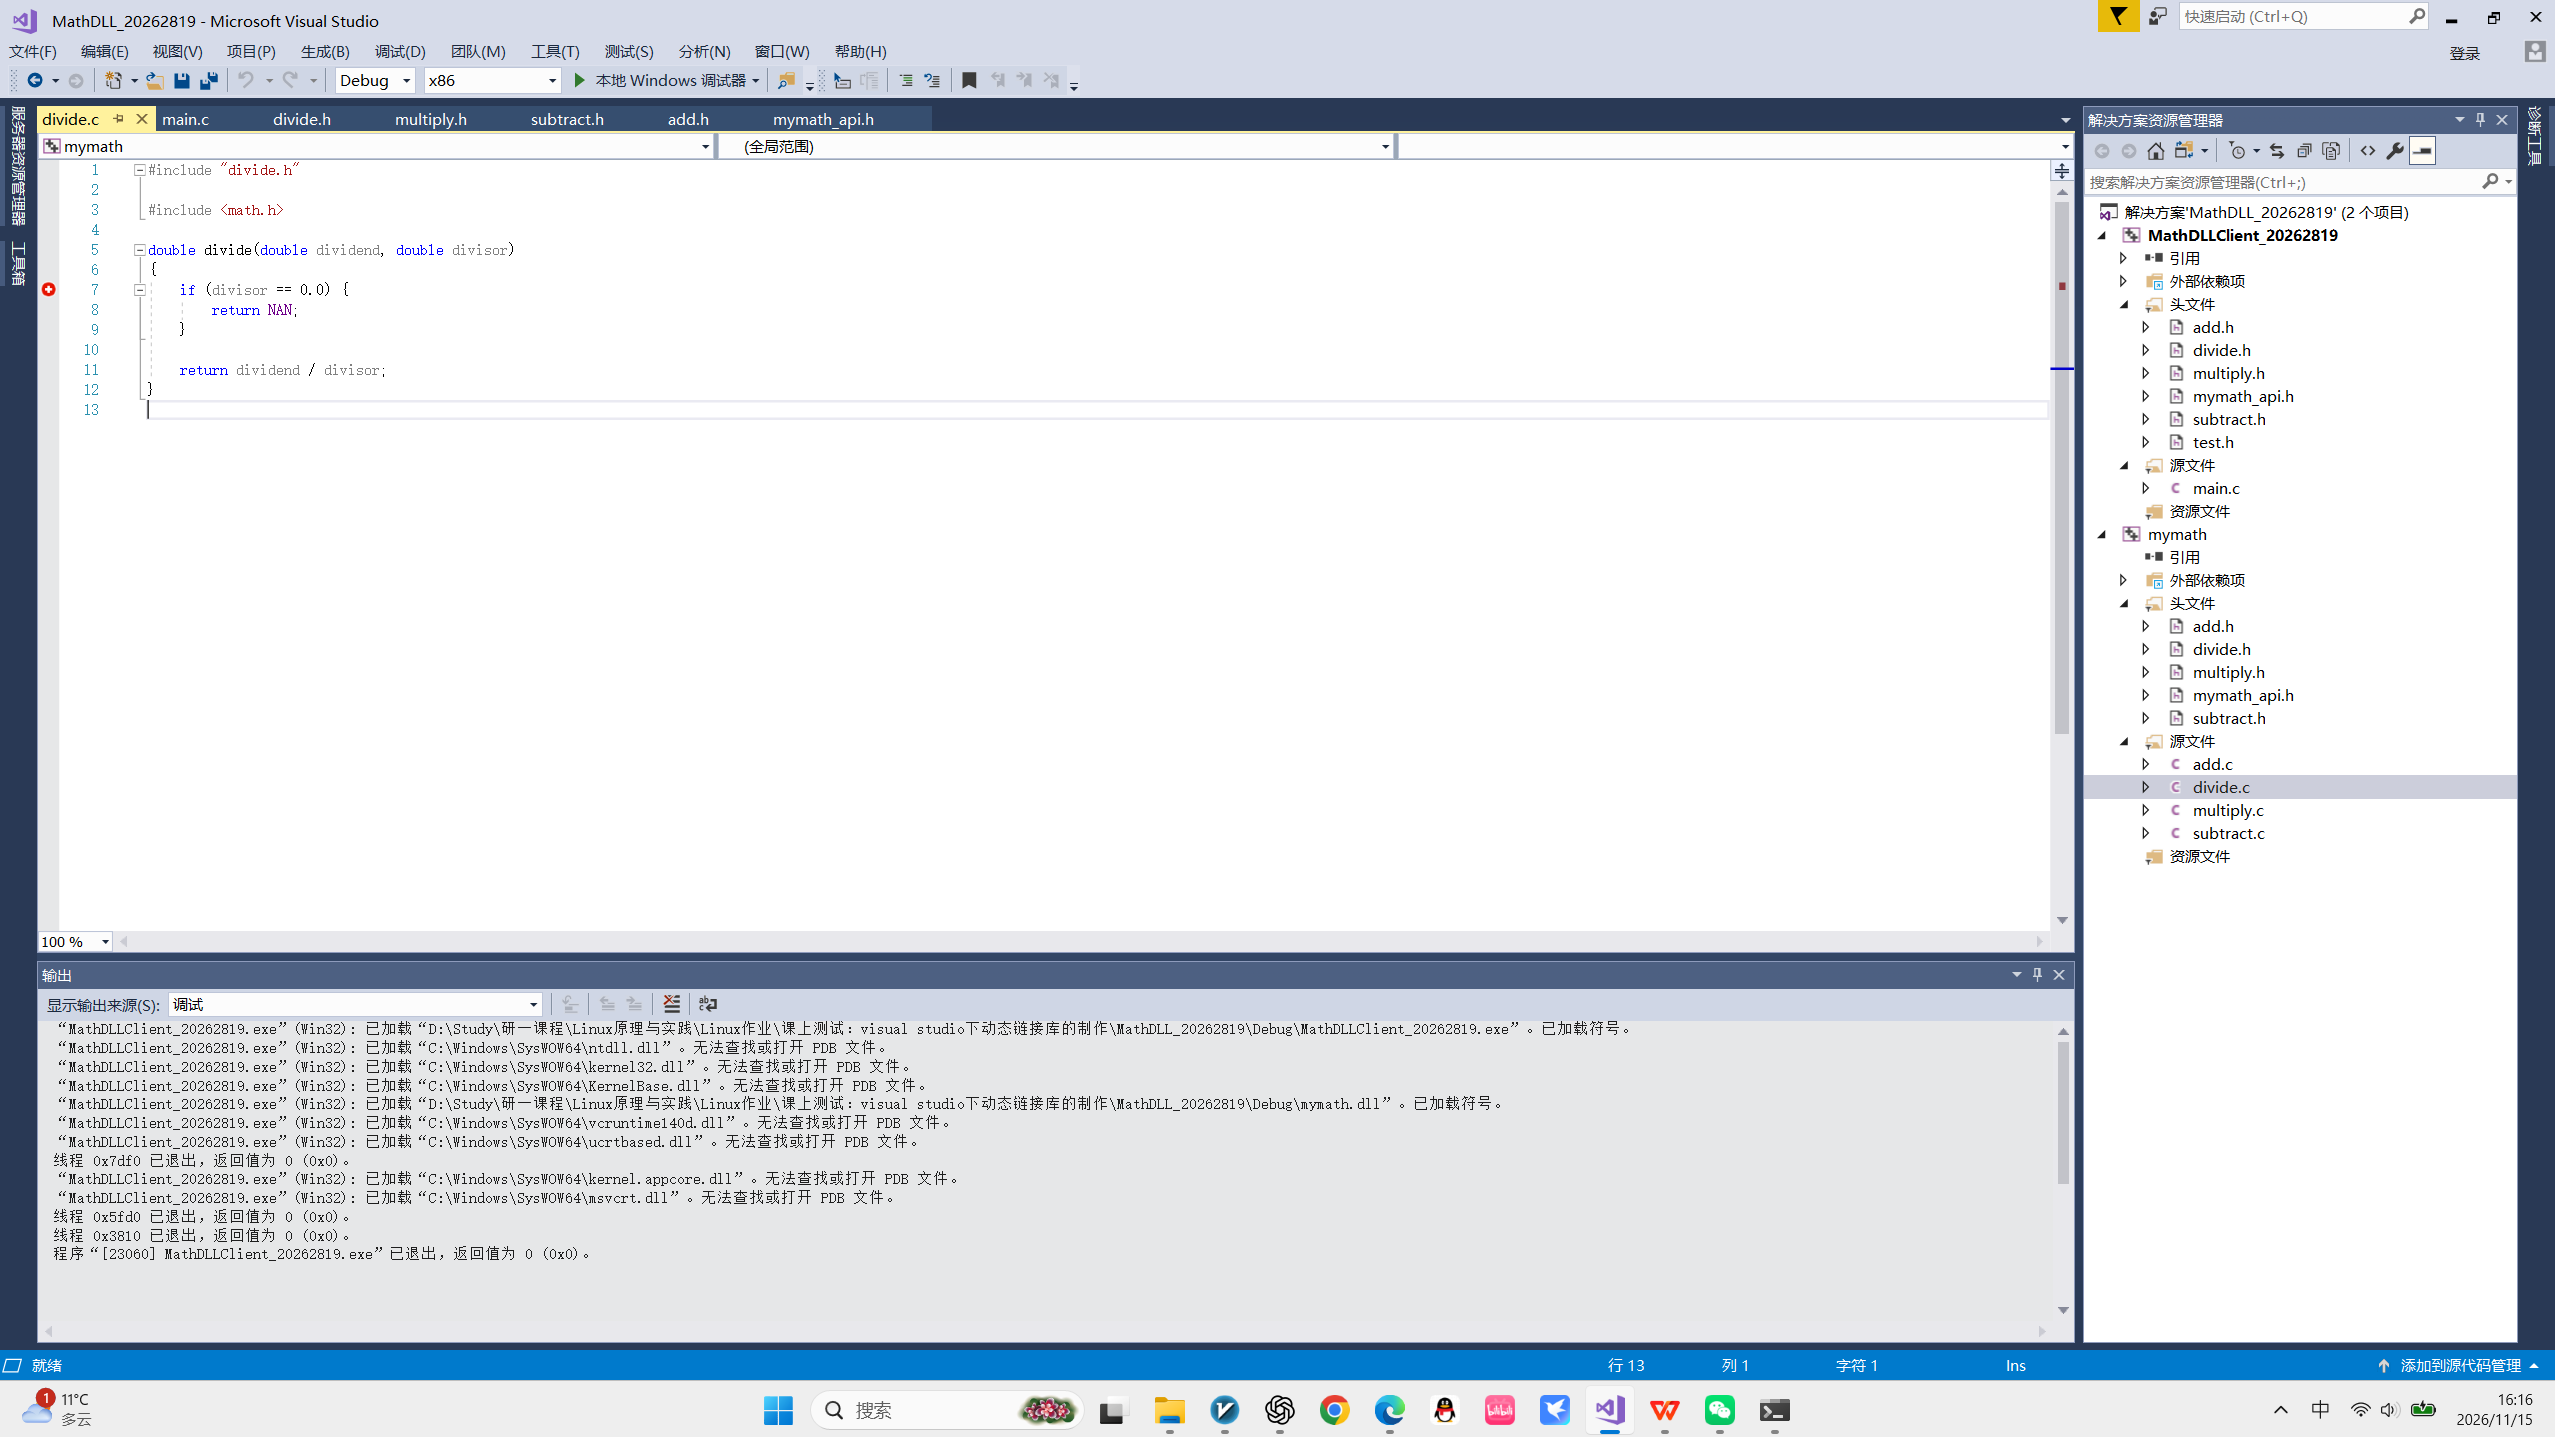 MathDLL_20262819 - Microsoft Visual Studio
快速启动 (Ctrl+Q)
文件(F) 编辑(E) 视图(V) 项目(P) 生成(B) 调试(D) 团队(M) 工具(T) 测试(S) 分析(N) 窗口(W) 帮助(H)
登录
Debug x86 本地 Windows 调试器
服务器资源管理器
工具箱
divide.c main.c divide.h multiply.h subtract.h add.h mymath_api.h
mymath (全局范围)
1 #include "divide.h"
2
3 #include <math.h>
4
5 double divide(double dividend, double divisor)
6 {
7 if (divisor == 0.0) {
8 return NAN;
9 }
10
11 return dividend / divisor;
12 }
13
100 %
输出
显示输出来源(S): 调试
“MathDLLClient_20262819.exe”(Win32): 已加载“D:\Study\研一课程\Linux原理与实践\Linux作业\课上测试：visual studio下动态链接库的制作\MathDLL_20262819\Debug\MathDLLClient_20262819.exe”。已加载符号。
“MathDLLClient_20262819.exe”(Win32): 已加载“C:\Windows\SysWOW64\ntdll.dll”。无法查找或打开 PDB 文件。
“MathDLLClient_20262819.exe”(Win32): 已加载“C:\Windows\SysWOW64\kernel32.dll”。无法查找或打开 PDB 文件。
“MathDLLClient_20262819.exe”(Win32): 已加载“C:\Windows\SysWOW64\KernelBase.dll”。无法查找或打开 PDB 文件。
“MathDLLClient_20262819.exe”(Win32): 已加载“D:\Study\研一课程\Linux原理与实践\Linux作业\课上测试：visual studio下动态链接库的制作\MathDLL_20262819\Debug\mymath.dll”。已加载符号。
“MathDLLClient_20262819.exe”(Win32): 已加载“C:\Windows\SysWOW64\vcruntime140d.dll”。无法查找或打开 PDB 文件。
“MathDLLClient_20262819.exe”(Win32): 已加载“C:\Windows\SysWOW64\ucrtbased.dll”。无法查找或打开 PDB 文件。
线程 0x7df0 已退出，返回值为 0 (0x0)。
“MathDLLClient_20262819.exe”(Win32): 已加载“C:\Windows\SysWOW64\kernel.appcore.dll”。无法查找或打开 PDB 文件。
“MathDLLClient_20262819.exe”(Win32): 已加载“C:\Windows\SysWOW64\msvcrt.dll”。无法查找或打开 PDB 文件。
线程 0x5fd0 已退出，返回值为 0 (0x0)。
线程 0x3810 已退出，返回值为 0 (0x0)。
程序“[23060] MathDLLClient_20262819.exe”已退出，返回值为 0 (0x0)。
解决方案资源管理器
搜索解决方案资源管理器(Ctrl+;)
解决方案'MathDLL_20262819' (2 个项目)
MathDLLClient_20262819
引用
外部依赖项
头文件
add.h
divide.h
multiply.h
mymath_api.h
subtract.h
test.h
源文件
main.c
资源文件
mymath
引用
外部依赖项
头文件
add.h
divide.h
multiply.h
mymath_api.h
subtract.h
源文件
add.c
divide.c
multiply.c
subtract.c
资源文件
诊断工具
就绪 行 13 列 1 字符 1 Ins 添加到源代码管理
1
11°C
多云
搜索
bilibili
中
16:16
2026/11/15